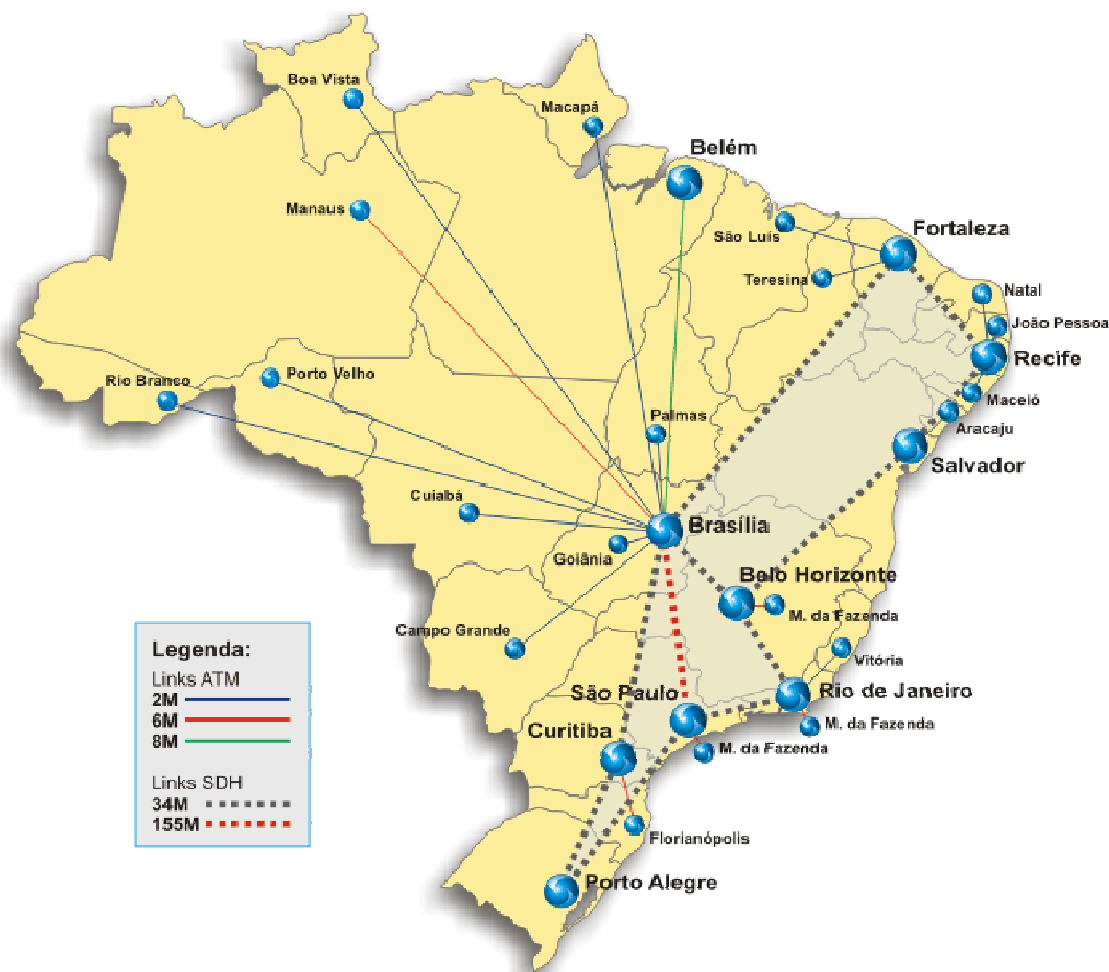 Boa Vista
Macapá
Belém
Manaus
São Luís
Fortaleza
Teresina
Natal
João Pessoa
Recife
Rio Branco
Porto Velho
Maceió
Palmas
Aracaju
Salvador
Cuiabá
Brasília
Goiânia
Belo Horizonte
M. da Fazenda
Campo Grande
Vitória
São Paulo
Rio de Janeiro
Curitiba
M. da Fazenda
M. da Fazenda
Florianópolis
Porto Alegre
Legenda:
Links ATM
2M
6M
8M
Links SDH
34M
155M